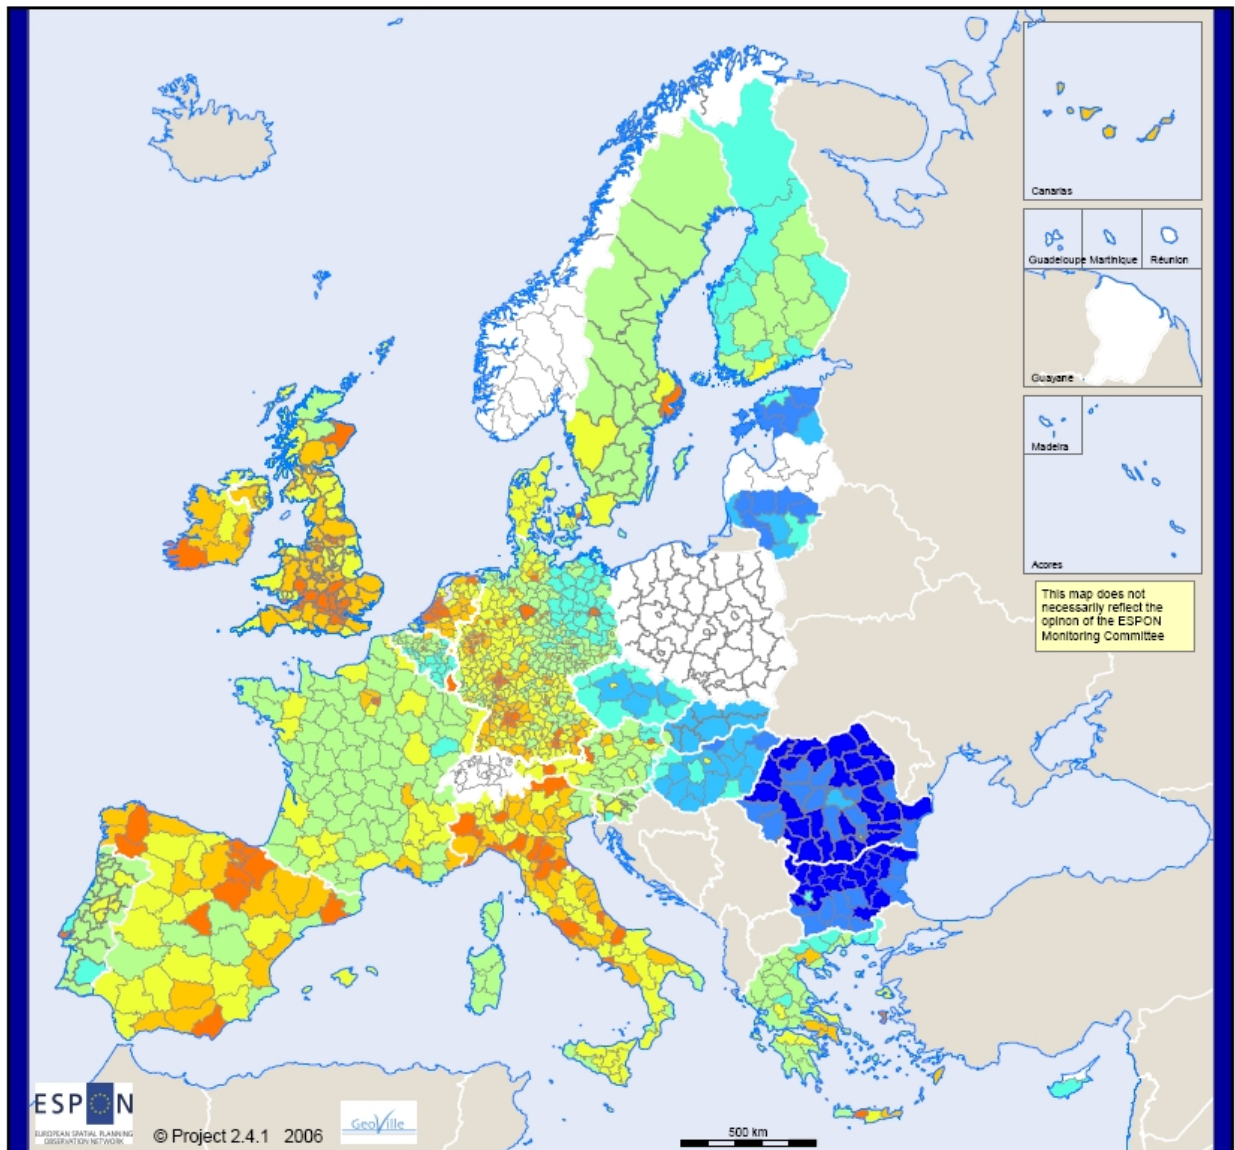 Canarias
Guadeloupe Martinique Réunion
Guayane
Madeira
Acores
This map does not
necessarily reflect the
opinon of the ESPON
Monitoring Committee
ESPON
EUROPEAN SPATIAL PLANNING
OBSERVATION NETWORK
© Project 2.4.1 2006
GeoVille
500 km